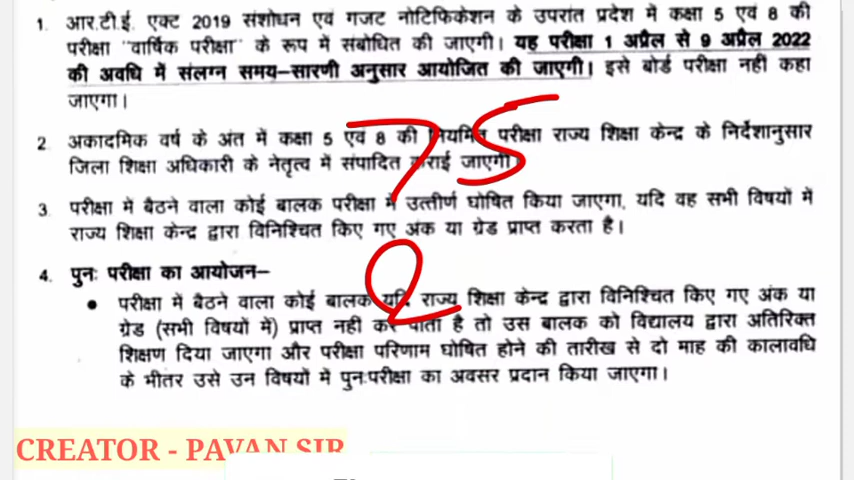 1. आर.टी.ई. एक्ट 2019 संशोधन एवं गजट नोटिफिकेशन के उपरांत प्रदेश में कक्षा 5 एवं 8 की
परीक्षा "वार्षिक परीक्षा" के रूप में संबोधित की जाएगी। यह परीक्षा 1 अप्रैल से 9 अप्रैल 2022
की अवधि में संलग्न समय-सारणी अनुसार आयोजित की जाएगी। इसे बोर्ड परीक्षा नहीं कहा
जाएगा।
2. अकादमिक वर्ष के अंत में कक्षा 5 एवं 8 की नियमित परीक्षा राज्य शिक्षा केन्द्र के निर्देशानुसार
जिला शिक्षा अधिकारी के नेतृत्व में संपादित कराई जाएगी।
75
3. परीक्षा में बैठने वाला कोई बालक परीक्षा में उत्तीर्ण घोषित किया जाएगा, यदि वह सभी विषयों में
राज्य शिक्षा केन्द्र द्वारा विनिश्चित किए गए अंक या ग्रेड प्राप्त करता है।
4. पुनः परीक्षा का आयोजन–
2
• परीक्षा में बैठने वाला कोई बालक यदि राज्य शिक्षा केन्द्र द्वारा विनिश्चित किए गए अंक या
ग्रेड (सभी विषयों में) प्राप्त नही कर पाता है तो उस बालक को विद्यालय द्वारा अतिरिक्त
शिक्षण दिया जाएगा और परीक्षा परिणाम घोषित होने की तारीख से दो माह की कालावधि
के भीतर उसे उन विषयों में पुनःपरीक्षा का अवसर प्रदान किया जाएगा।
CREATOR - PAVAN SIR